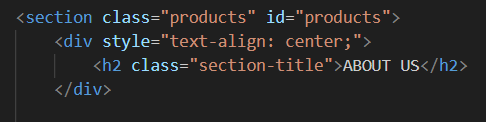 <section class="products" id="products">
<div style="text-align: center;">
<h2 class="section-title">ABOUT US</h2>
</div>